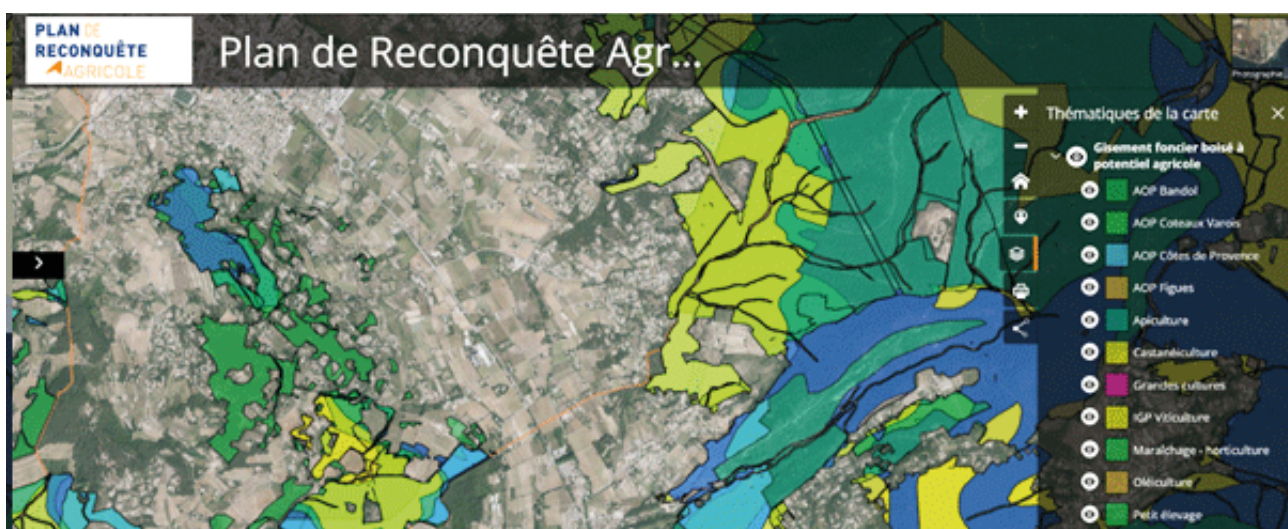 PLAN DE
RECONQUÊTE
AGRICOLE
Plan de Reconquête Agr...
Photographie
Thématiques de la carte
Gisement foncier boisé à
potentiel agricole
AOP Bandol
AOP Coteaux Varois
AOP Côtes de Provence
AOP Figues
Apiculture
Castanéiculture
Grandes cultures
IGP Viticulture
Maraîchage - horticulture
Oléiculture
Petit élevage